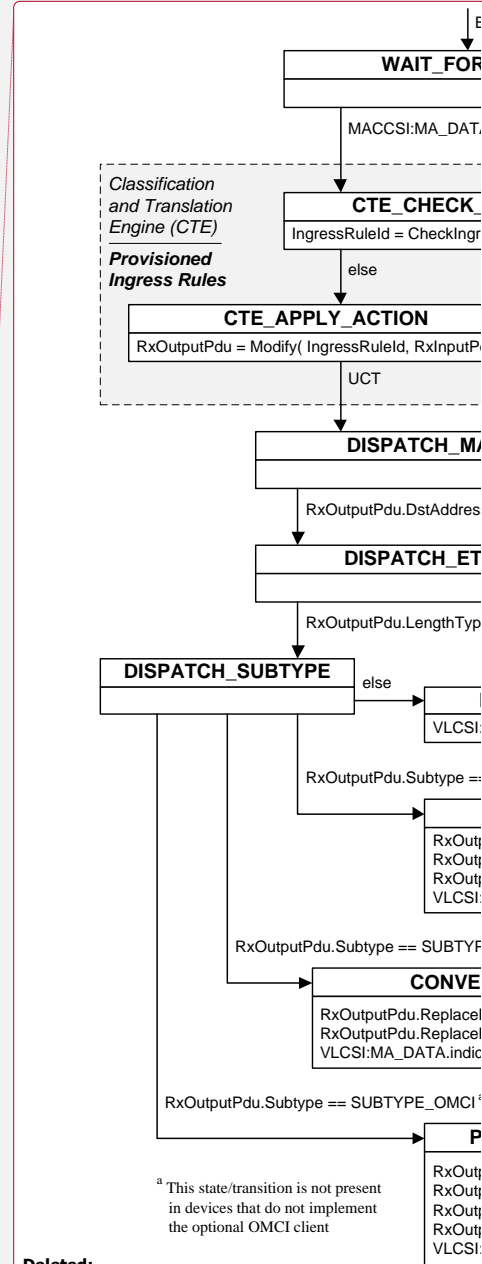 WAIT_FOR
MACCSI:MA_DATA
Classification
and Translation
Engine (CTE)
Provisioned
Ingress Rules
CTE_CHECK_
IngressRuleId = CheckIngr
else
CTE_APPLY_ACTION
RxOutputPdu = Modify( IngressRuleId, RxInputP
UCT
DISPATCH_MA
RxOutputPdu.DstAddres
DISPATCH_ET
RxOutputPdu.LengthTyp
DISPATCH_SUBTYPE
else
VLCSI:
RxOutputPdu.Subtype ==
RxOutp
RxOutp
RxOutp
VLCSI:
RxOutputPdu.Subtype == SUBTYP
CONVE
RxOutputPdu.Replace
RxOutputPdu.Replace
VLCSI:MA_DATA.indic
RxOutputPdu.Subtype == SUBTYPE_OMCI a
P
RxOutp
RxOutp
RxOutp
RxOutp
VLCSI:
a This state/transition is not present
in devices that do not implement
the optional OMCI client
Deleted: